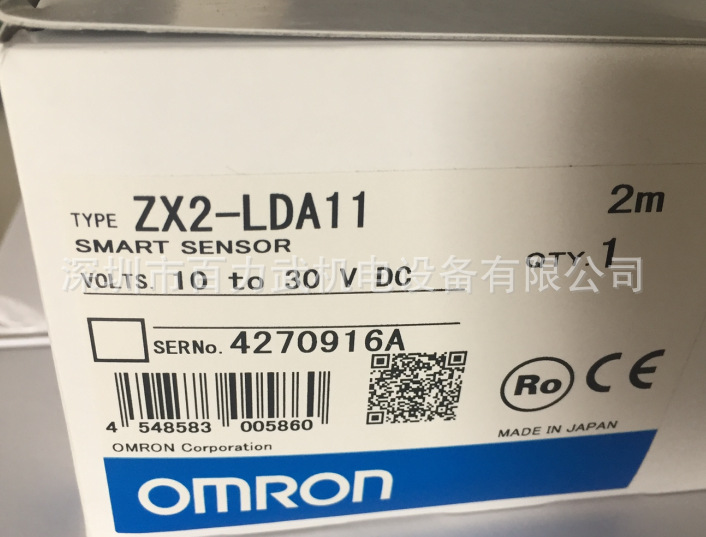 TYPE ZX2-LDA11 2m
SMART SENSOR
QTY. 1
深圳市百力武机电设备有限公司
VOLTS. 10 to 30 V DC
SERNo. 4270916A
4 548583 005860
Ro CE
MADE IN JAPAN
OMRON Corporation
OMRON